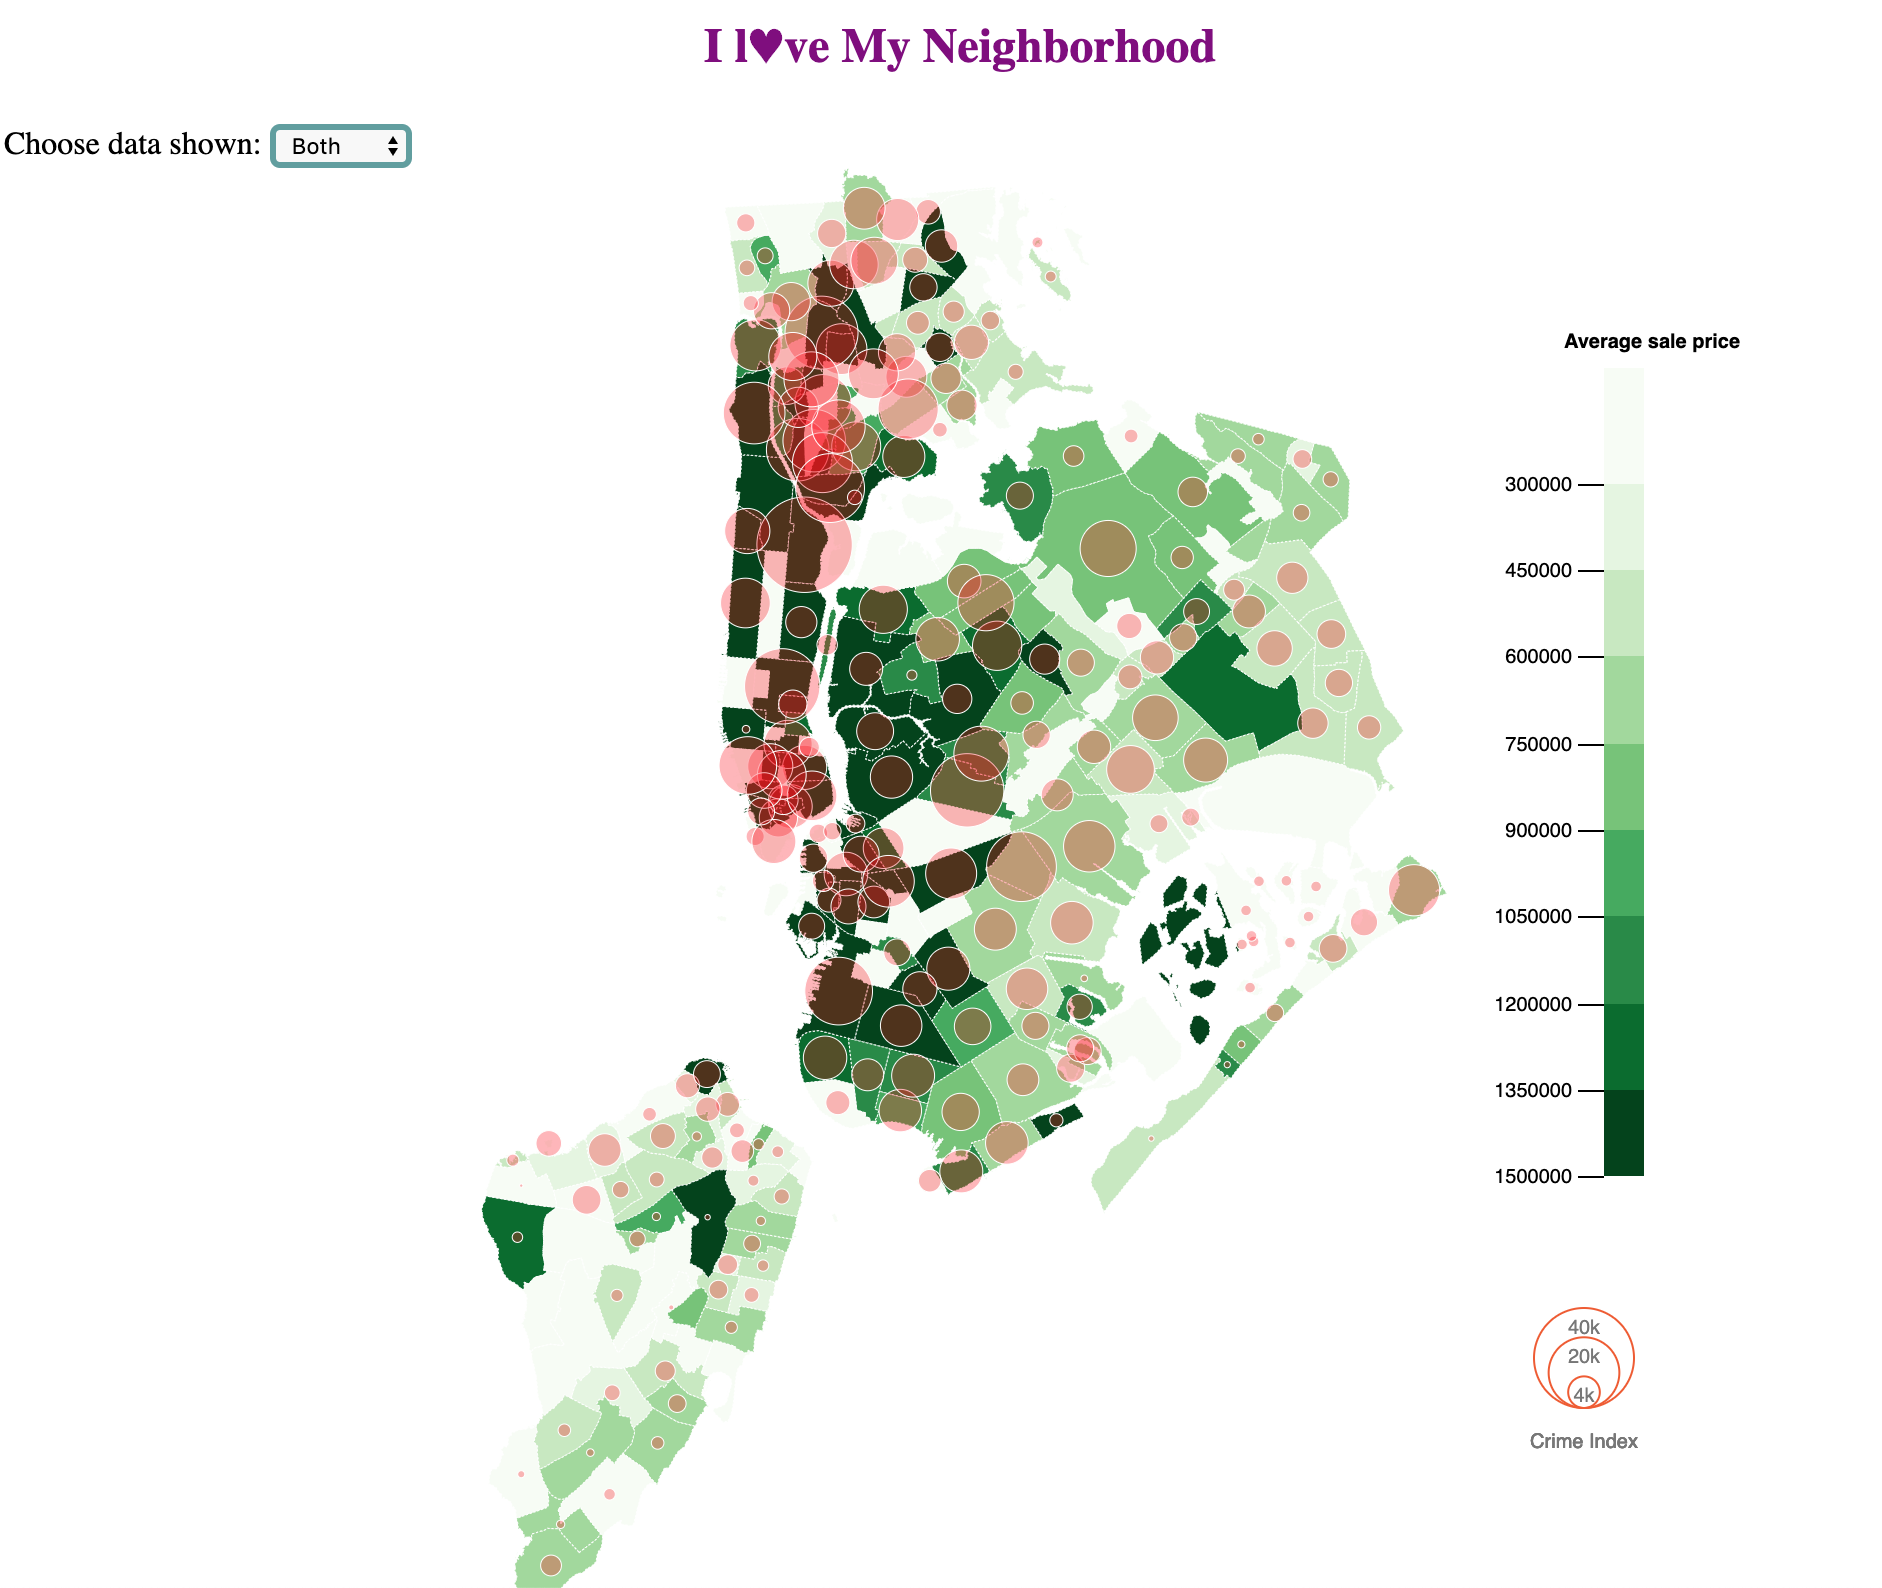 I l♥ve My Neighborhood
Choose data shown: Both
Average sale price
300000
450000
600000
750000
900000
1050000
1200000
1350000
1500000
40k
20k
4k
Crime Index